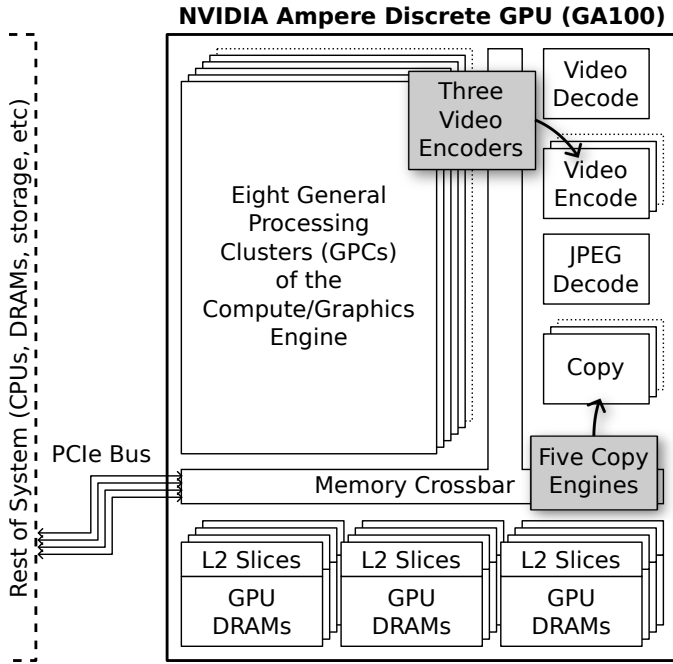 NVIDIA Ampere Discrete GPU (GA100)
Rest of System (CPUs, DRAMs, storage, etc)
Eight General
Processing
Clusters (GPCs)
of the
Compute/Graphics
Engine
Three
Video
Encoders
Video
Decode
Video
Encode
JPEG
Decode
Copy
Five Copy
Engines
PCIe Bus
Memory Crossbar
L2 Slices
GPU
DRAMs
L2 Slices
GPU
DRAMs
L2 Slices
GPU
DRAMs